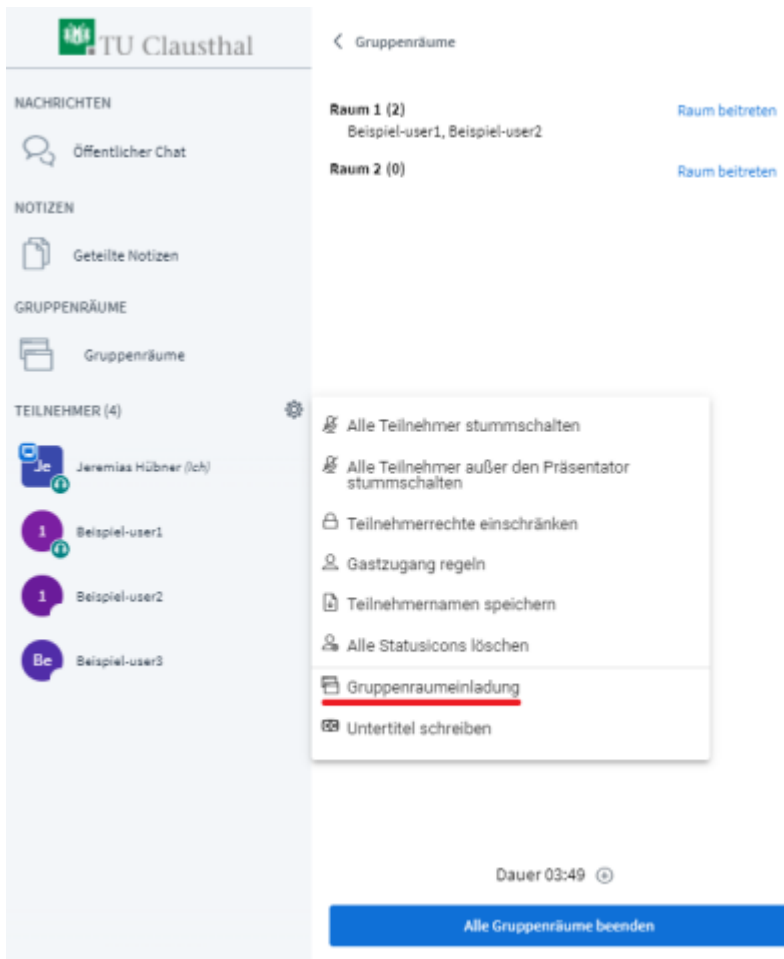 TU Clausthal
NACHRICHTEN
Öffentlicher Chat
NOTIZEN
Geteilte Notizen
GRUPPENRÄUME
Gruppenräume
TEILNEHMER (4)
Je
Jeremias Hübner (Ich)
1
Beispiel-user1
1
Beispiel-user2
Be
Beispiel-user3
Gruppenräume
Raum 1 (2)
Raum beitreten
Beispiel-user1, Beispiel-user2
Raum 2 (0)
Raum beitreten
Alle Teilnehmer stummschalten
Alle Teilnehmer außer den Präsentator
stummschalten
Teilnehmerrechte einschränken
Gastzugang regeln
Teilnehmernamen speichern
Alle Statusicons löschen
Gruppenraumeinladung
Untertitel schreiben
Dauer 03:49
Alle Gruppenräume beenden